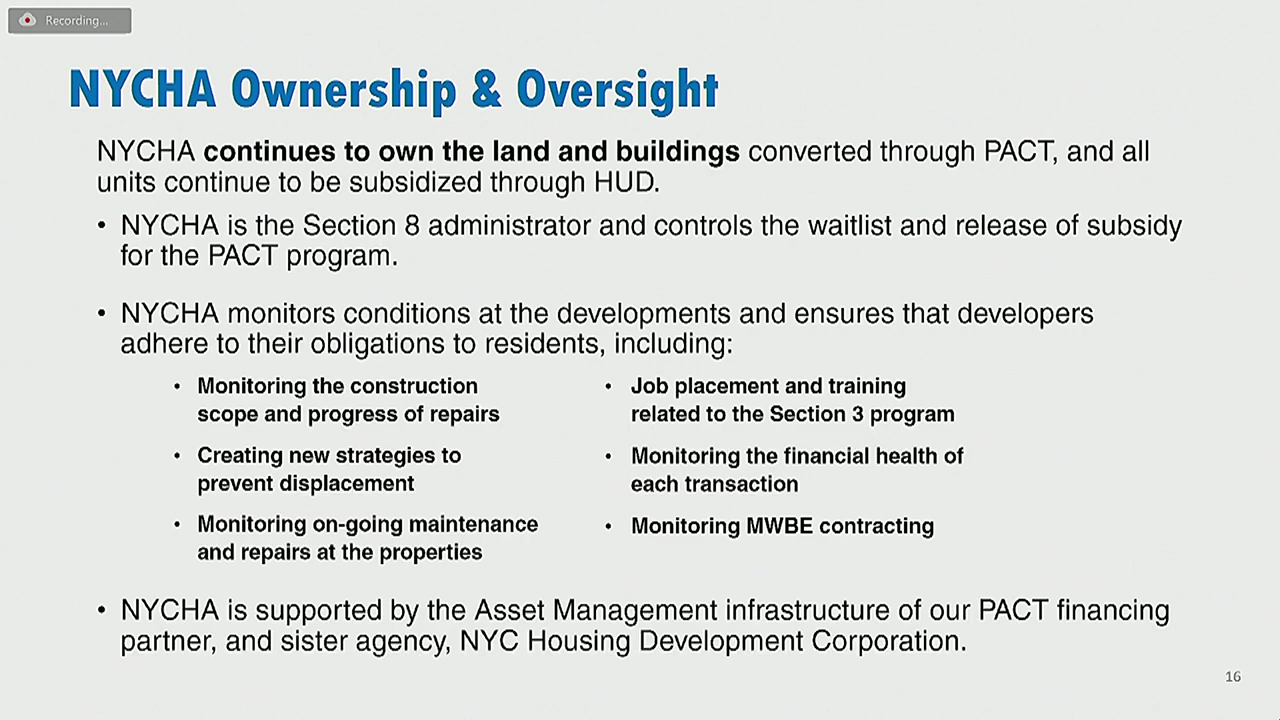 Recording...
NYCHA Ownership & Oversight
NYCHA continues to own the land and buildings converted through PACT, and all
units continue to be subsidized through HUD.
• NYCHA is the Section 8 administrator and controls the waitlist and release of subsidy
for the PACT program.
• NYCHA monitors conditions at the developments and ensures that developers
adhere to their obligations to residents, including:
• Monitoring the construction
scope and progress of repairs
• Creating new strategies to
prevent displacement
• Monitoring on-going maintenance
and repairs at the properties
• Job placement and training
related to the Section 3 program
• Monitoring the financial health of
each transaction
• Monitoring MWBE contracting
• NYCHA is supported by the Asset Management infrastructure of our PACT financing
partner, and sister agency, NYC Housing Development Corporation.
16